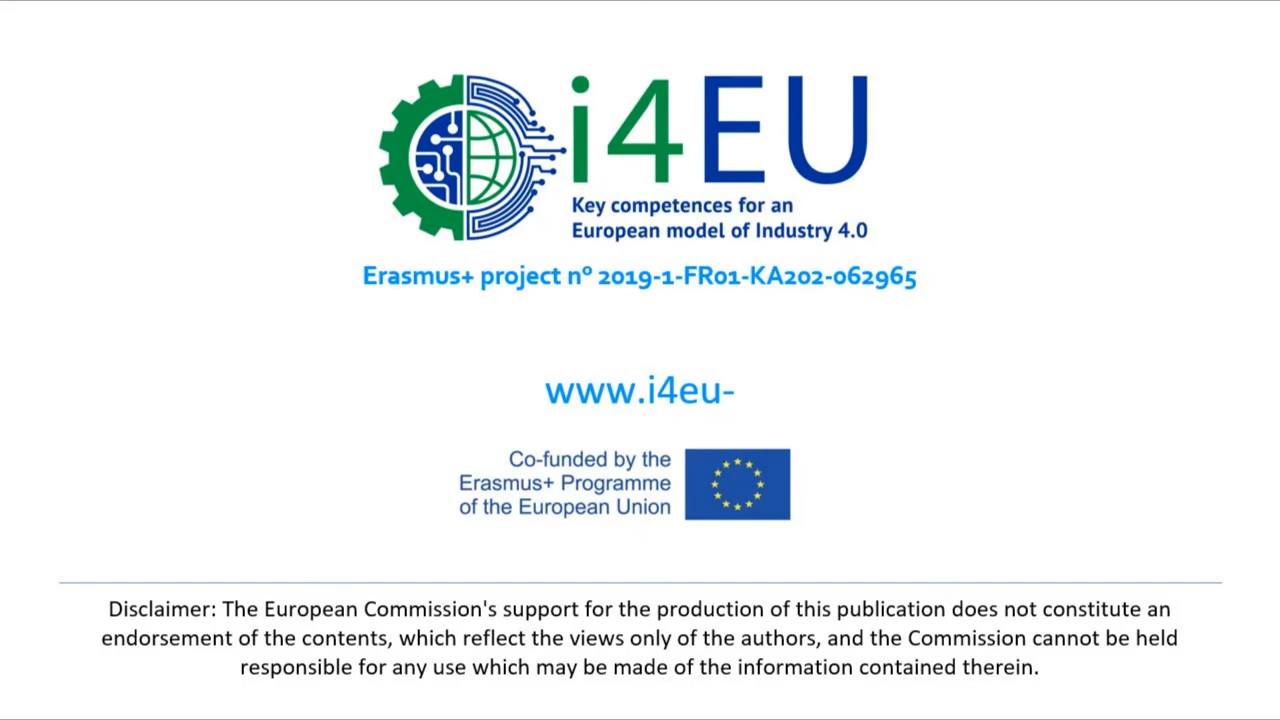 i4EU
Key competences for an
European model of Industry 4.0
Erasmus+ project nº 2019-1-FR01-KA202-062965
www.i4eu-
Co-funded by the
Erasmus+ Programme
of the European Union
Disclaimer: The European Commission's support for the production of this publication does not constitute an
endorsement of the contents, which reflect the views only of the authors, and the Commission cannot be held
responsible for any use which may be made of the information contained therein.